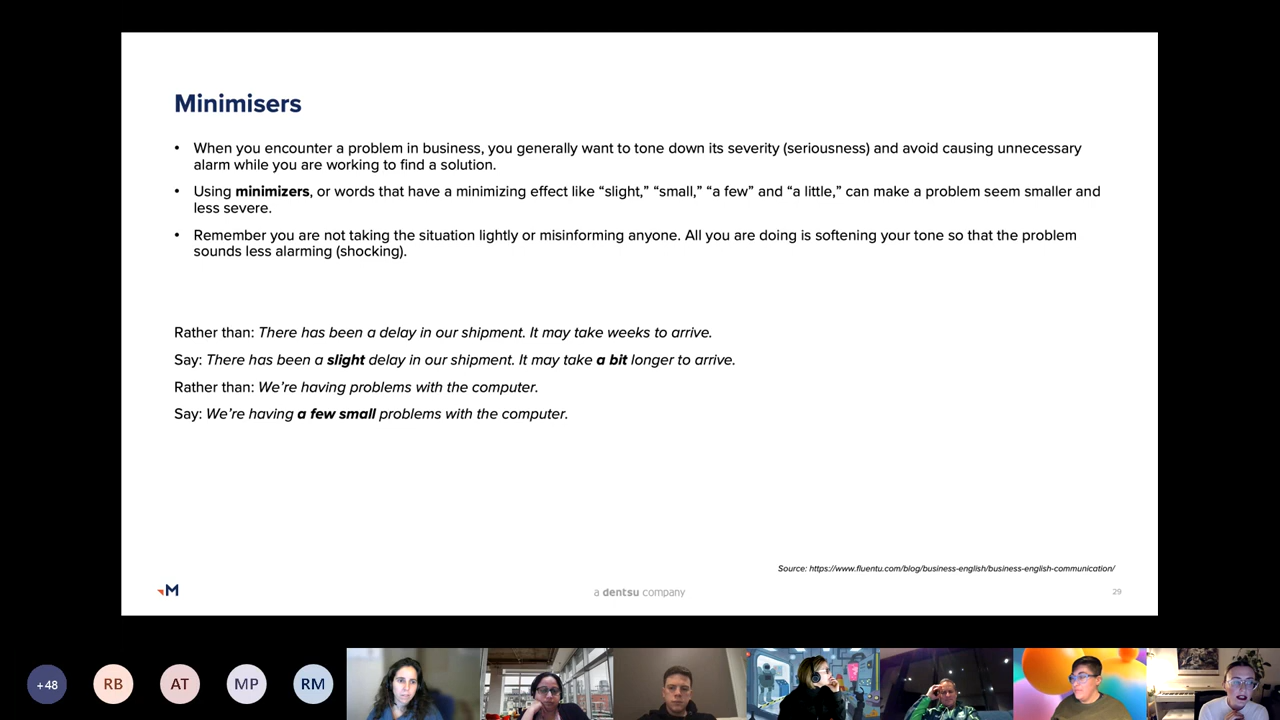 Minimisers
• When you encounter a problem in business, you generally want to tone down its severity (seriousness) and avoid causing unnecessary
alarm while you are working to find a solution.
• Using minimizers, or words that have a minimizing effect like “slight,” “small,” “a few” and “a little,” can make a problem seem smaller and
less severe.
• Remember you are not taking the situation lightly or misinforming anyone. All you are doing is softening your tone so that the problem
sounds less alarming (shocking).
Rather than: There has been a delay in our shipment. It may take weeks to arrive.
Say: There has been a slight delay in our shipment. It may take a bit longer to arrive.
Rather than: We’re having problems with the computer.
Say: We’re having a few small problems with the computer.
Source: https://www.fluentu.com/blog/business-english/business-english-communication/
M
a dentsu company
29
+48
RB
AT
MP
RM